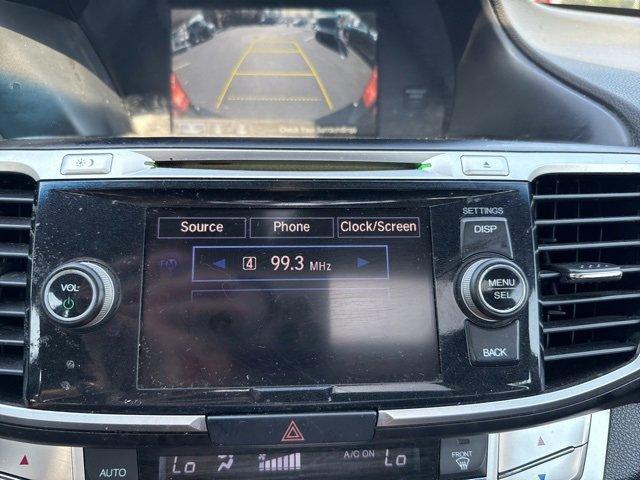 Check Your Surroundings
Source Phone Clock/Screen
FM
4 99.3 MHz
VOL
SETTINGS
DISP
MENU
SEL
BACK
AUTO
Lo
A/C ON Lo
FRONT